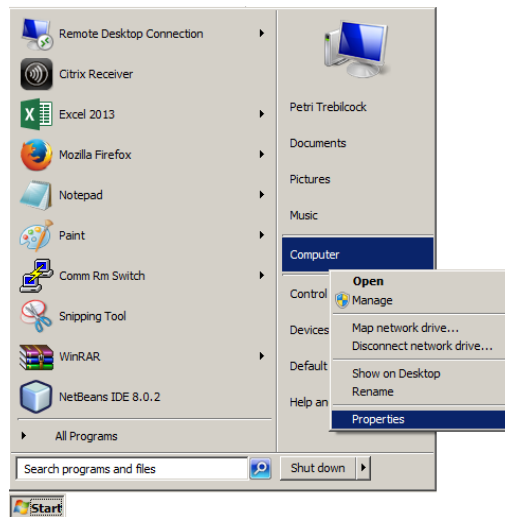 Remote Desktop Connection
Citrix Receiver
Excel 2013
Mozilla Firefox
Notepad
Paint
Comm Rm Switch
Snipping Tool
WinRAR
NetBeans IDE 8.0.2
All Programs
Search programs and files
Start
Petri Trebilcock
Documents
Pictures
Music
Computer
Control
Devices
Default
Help an
Shut down
Open
Manage
Map network drive...
Disconnect network drive...
Show on Desktop
Rename
Properties